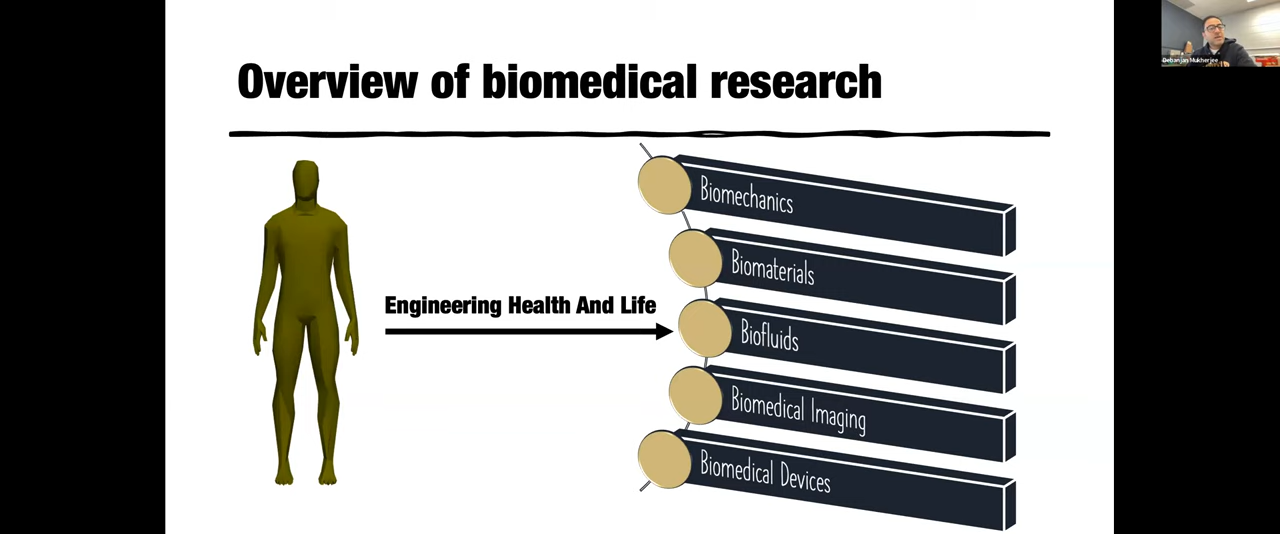 Overview of biomedical research
Debanjan Mukherjee
Biomechanics
Biomaterials
Engineering Health And Life
Biofluids
Biomedical Imaging
Biomedical Devices